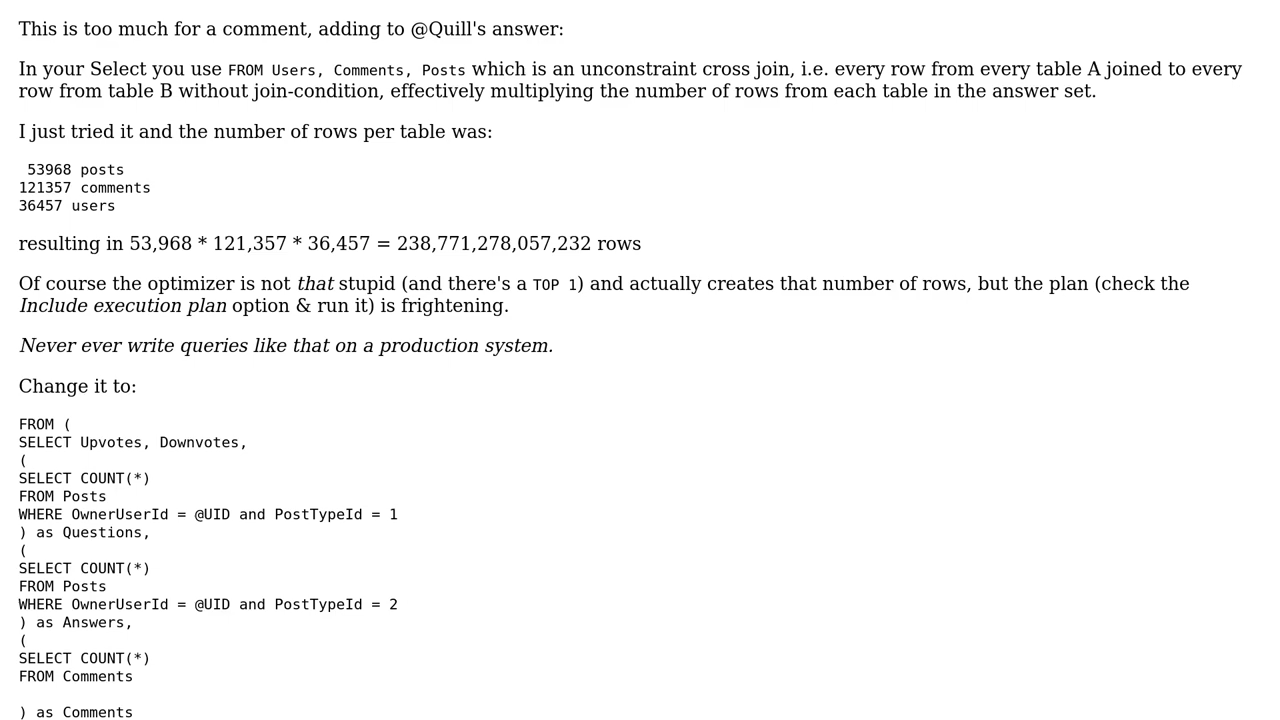 This is too much for a comment, adding to @Quill's answer:
In your Select you use FROM Users, Comments, Posts which is an unconstraint cross join, i.e. every row from every table A joined to every
row from table B without join-condition, effectively multiplying the number of rows from each table in the answer set.
I just tried it and the number of rows per table was:
53968 posts
121357 comments
36457 users
resulting in 53,968 * 121,357 * 36,457 = 238,771,278,057,232 rows
Of course the optimizer is not that stupid (and there's a TOP 1) and actually creates that number of rows, but the plan (check the
Include execution plan option & run it) is frightening.
Never ever write queries like that on a production system.
Change it to:
FROM (
SELECT Upvotes, Downvotes,
(
SELECT COUNT(*)
FROM Posts
WHERE OwnerUserId = @UID and PostTypeId = 1
) as Questions,
(
SELECT COUNT(*)
FROM Posts
WHERE OwnerUserId = @UID and PostTypeId = 2
) as Answers,
(
SELECT COUNT(*)
FROM Comments
) as Comments